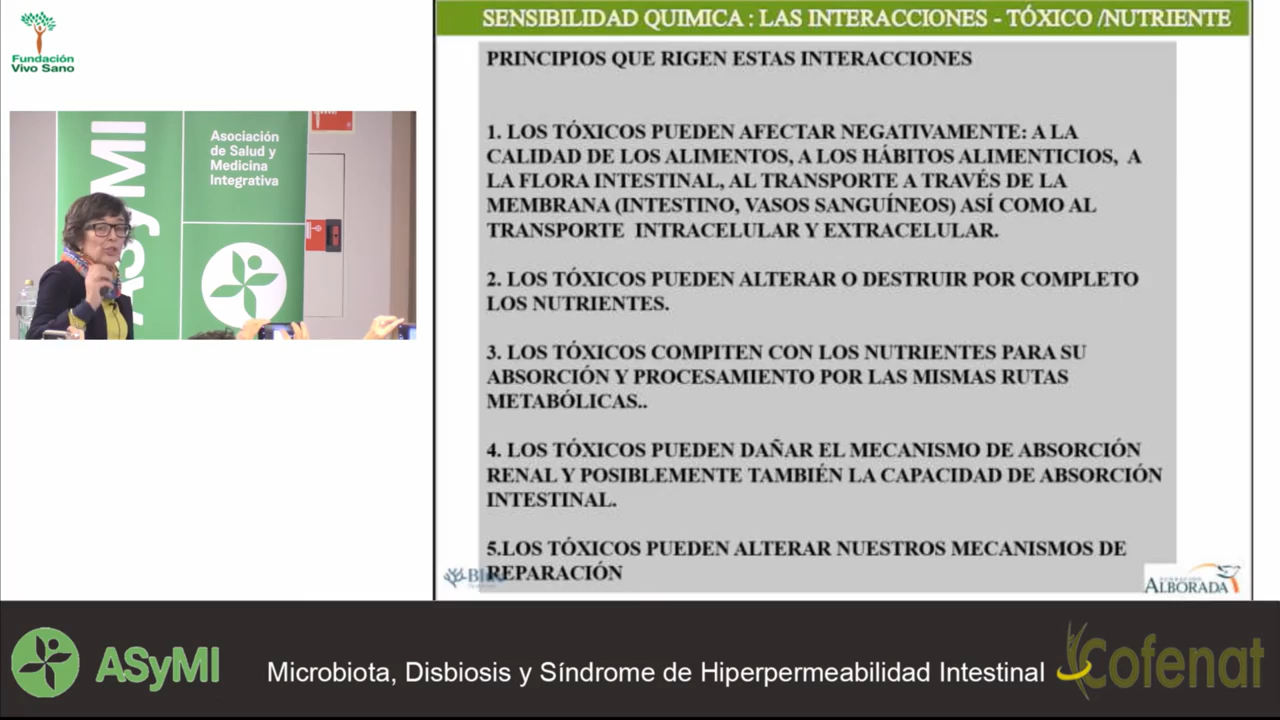 Fundación
Vivo Sano
ASyMI
Asociación
de Salud y
Medicina
Integrativa
SENSIBILIDAD QUIMICA : LAS INTERACCIONES - TÓXICO /NUTRIENTE
PRINCIPIOS QUE RIGEN ESTAS INTERACCIONES
1. LOS TÓXICOS PUEDEN AFECTAR NEGATIVAMENTE: A LA
CALIDAD DE LOS ALIMENTOS, A LOS HÁBITOS ALIMENTICIOS, A
LA FLORA INTESTINAL, AL TRANSPORTE A TRAVÉS DE LA
MEMBRANA (INTESTINO, VASOS SANGUÍNEOS) ASÍ COMO AL
TRANSPORTE INTRACELULAR Y EXTRACELULAR.
2. LOS TÓXICOS PUEDEN ALTERAR O DESTRUIR POR COMPLETO
LOS NUTRIENTES.
3. LOS TÓXICOS COMPITEN CON LOS NUTRIENTES PARA SU
ABSORCIÓN Y PROCESAMIENTO POR LAS MISMAS RUTAS
METABÓLICAS..
4. LOS TÓXICOS PUEDEN DAÑAR EL MECANISMO DE ABSORCIÓN
RENAL Y POSIBLEMENTE TAMBIÉN LA CAPACIDAD DE ABSORCIÓN
INTESTINAL.
5.LOS TÓXICOS PUEDEN ALTERAR NUESTROS MECANISMOS DE
REPARACIÓN
ALBORADA
ASyMI
Microbiota, Disbiosis y Síndrome de Hiperpermeabilidad Intestinal
Cofenat